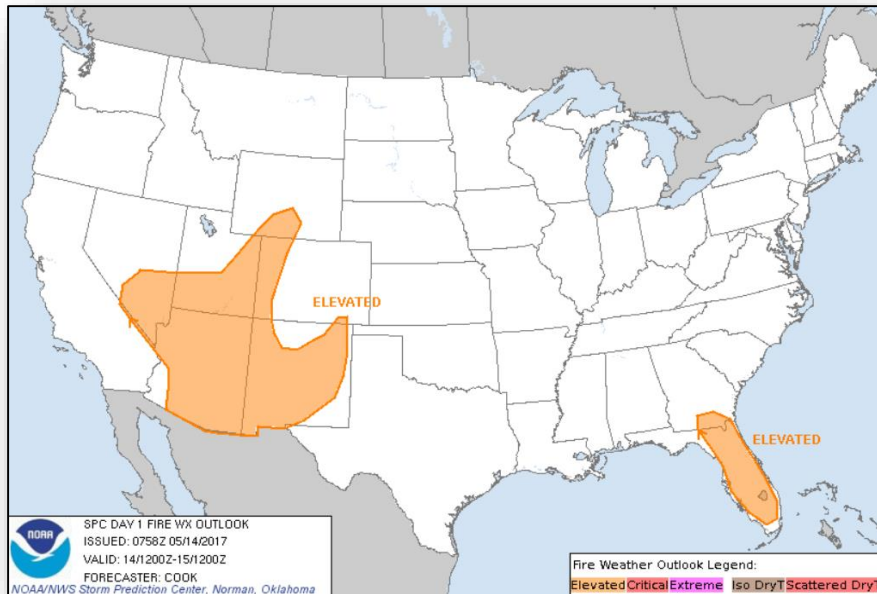 ELEVATED
ELEVATED
NOAA
SPC DAY 1 FIRE WX OUTLOOK
ISSUED: 0758Z 05/14/2017
VALID: 14/1200Z-15/1200Z
FORECASTER: COOK
NOAA/NWS Storm Prediction Center, Norman, Oklahoma
Fire Weather Outlook Legend:
Elevated Critical Extreme Iso DryT Scattered DryT